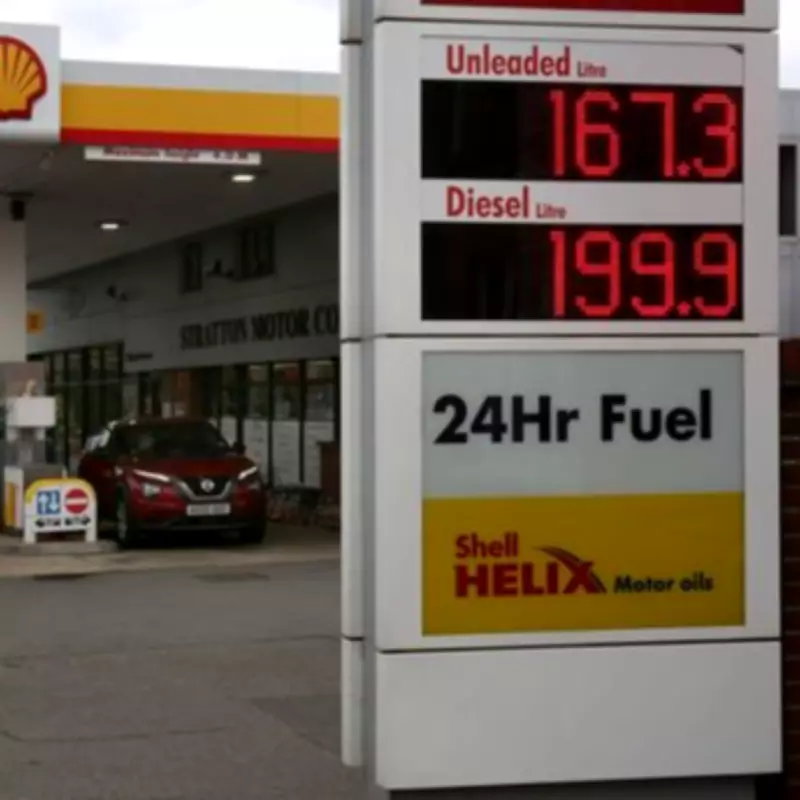 Unleaded Litre
167.3
Diesel Litre
199.9
STRATTON MOTOR CO
24Hr Fuel
Shell
HELIX Motor oils